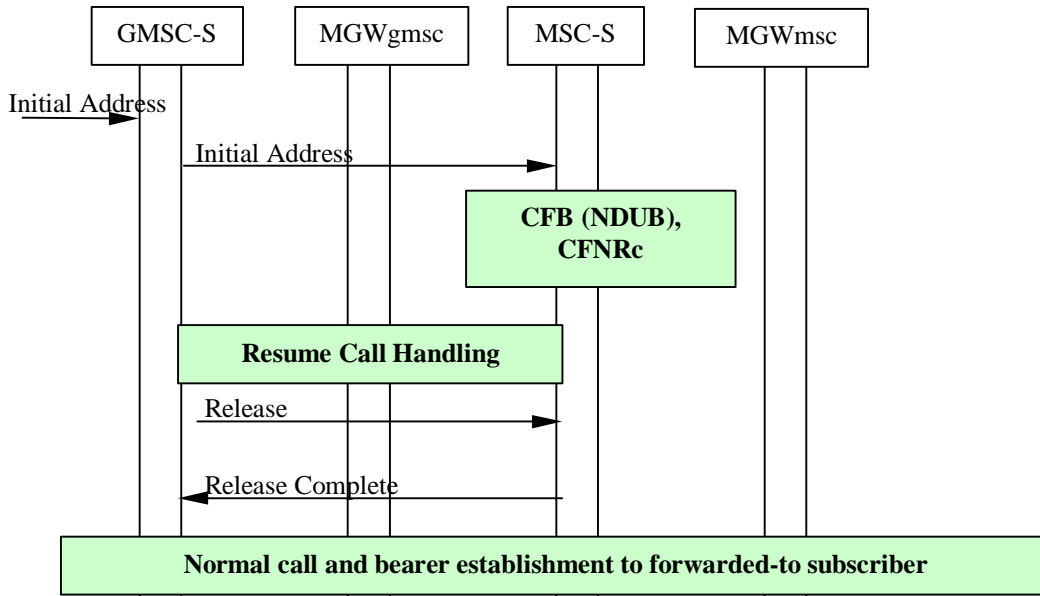 GMSC-S
MGWgmsc
MSC-S
MGWmsc
Initial Address
Initial Address
CFB (NDUB),
CFNRc
Resume Call Handling
Release
Release Complete
Normal call and bearer establishment to forwarded-to subscriber